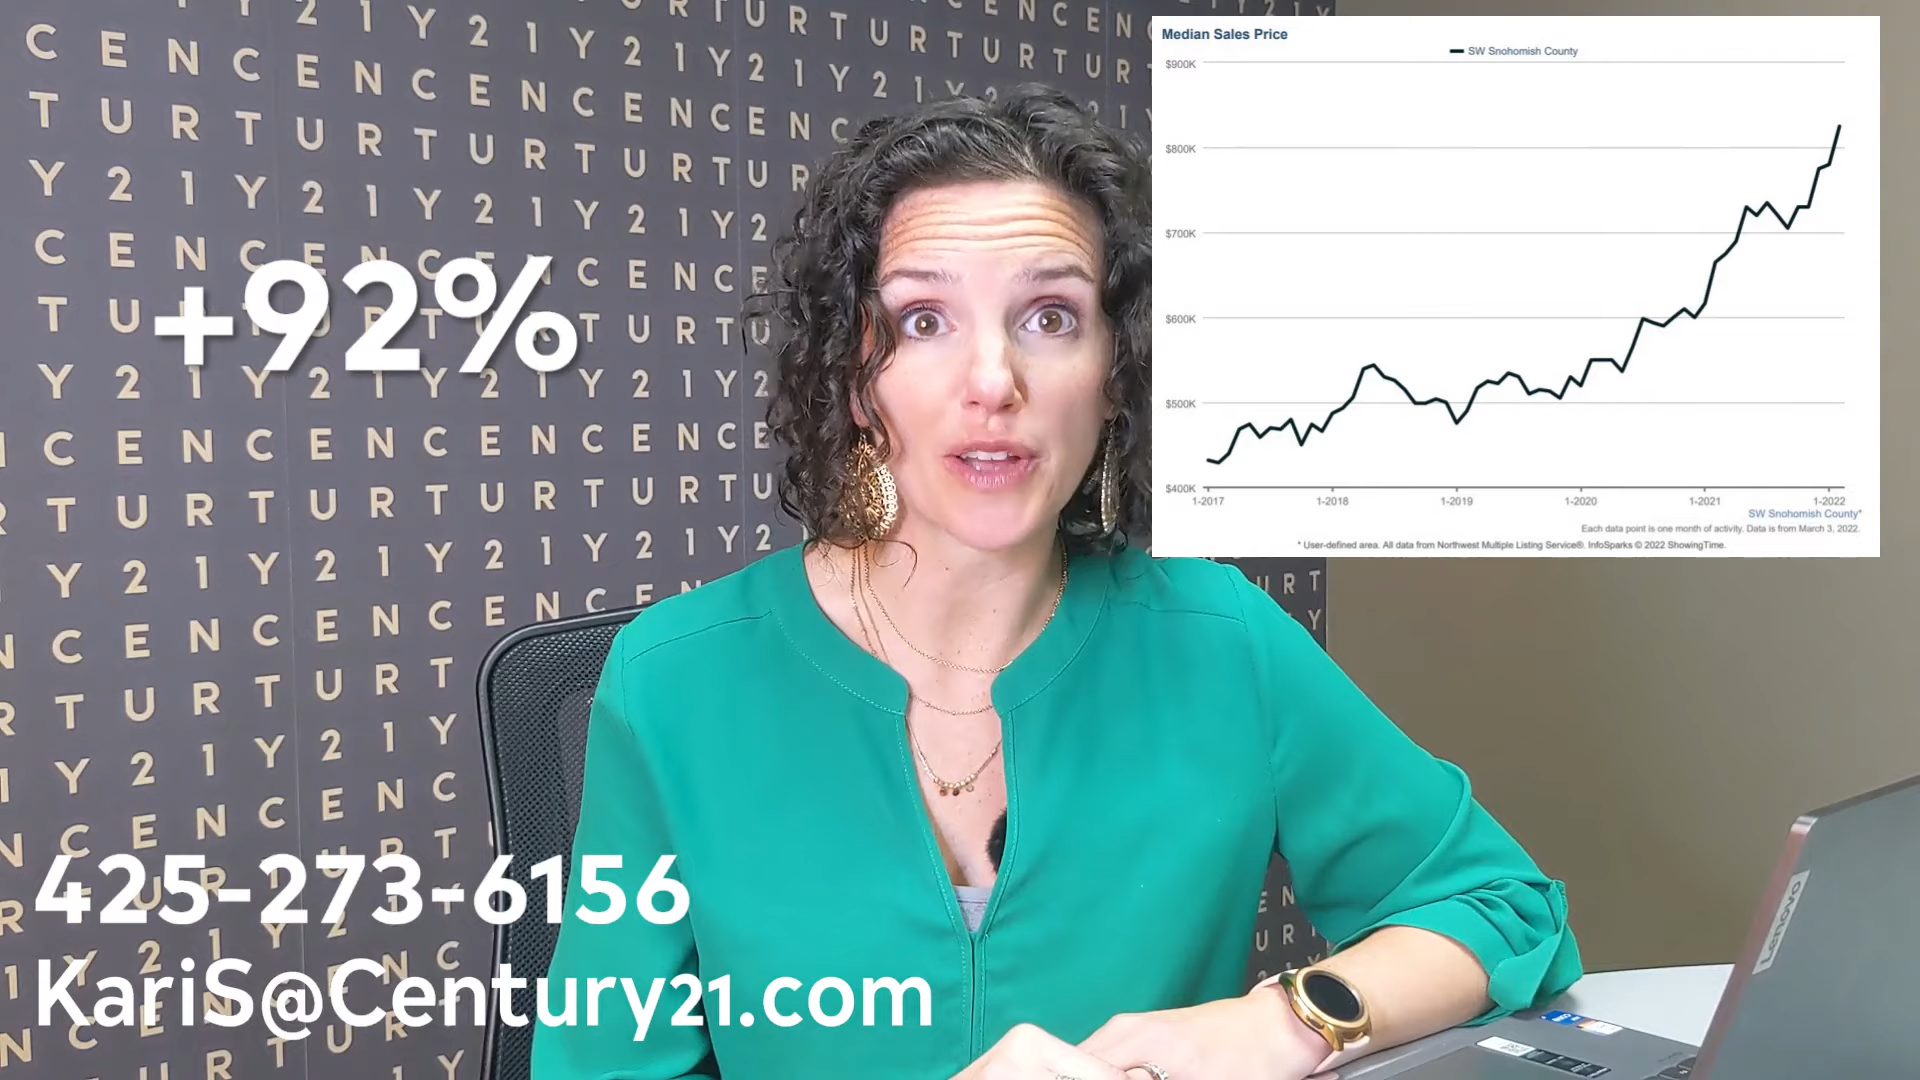 Median Sales Price
SW Snohomish County
$900K
$800K
$700K
$600K
$500K
$400K
1-2017 1-2018 1-2019 1-2020 1-2021 1-2022
SW Snohomish County*
Each data point is one month of activity. Data is from March 3, 2022.
* User-defined area. All data from Northwest Multiple Listing Service®. InfoSparks © 2022 ShowingTime.
+92%
425-273-6156
KariS@Century21.com
Lenovo
CENTURY21